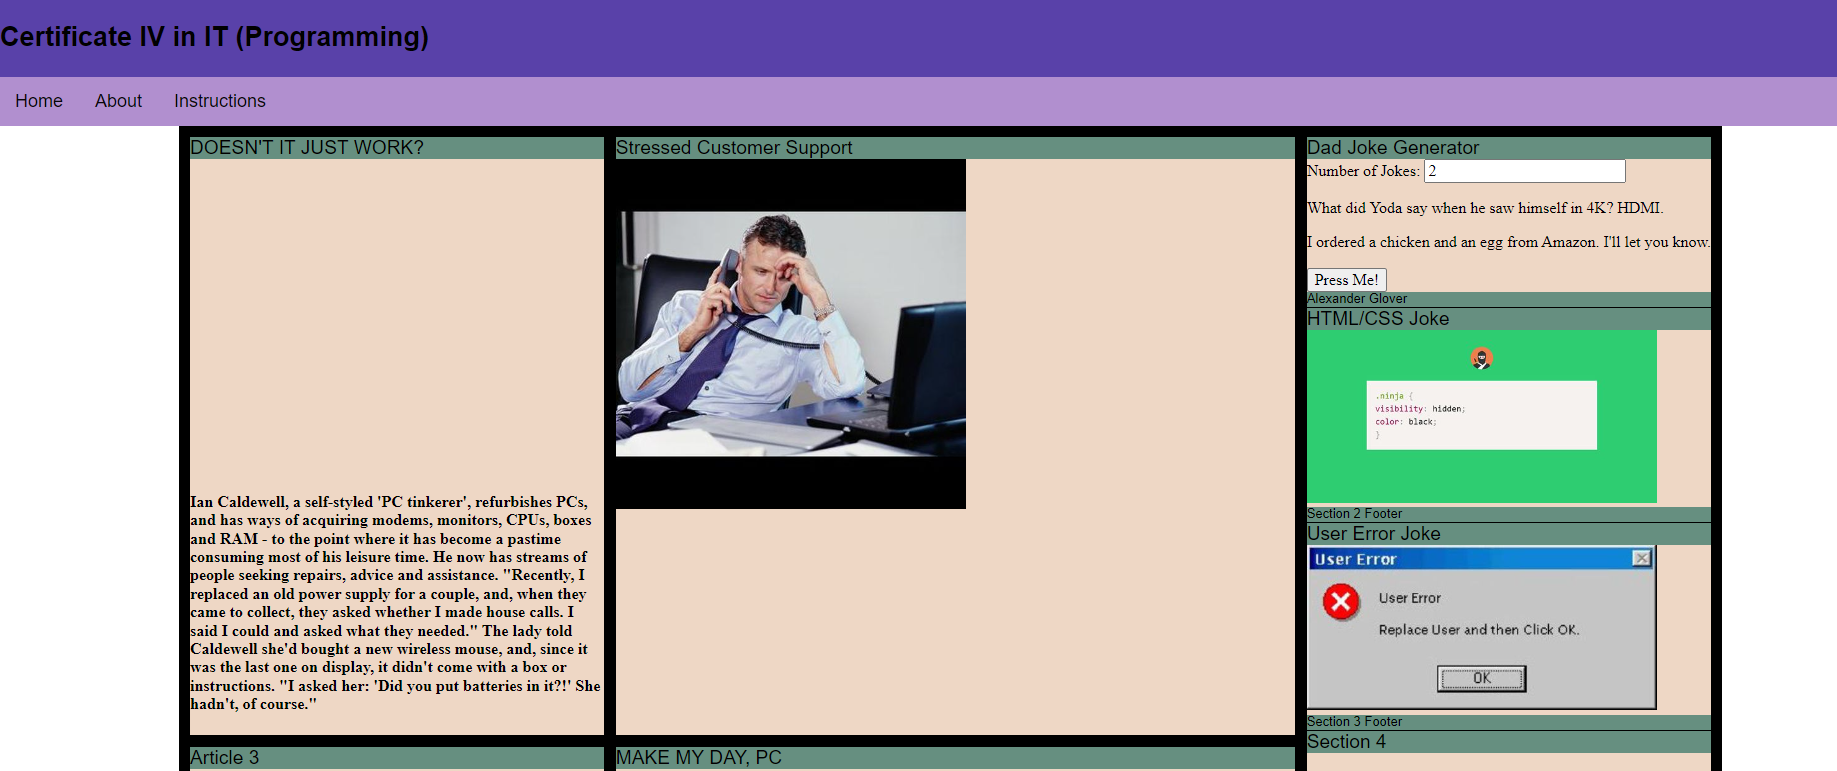 Certificate IV in IT (Programming)
Home About Instructions
DOESN'T IT JUST WORK?
Ian Caldewell, a self-styled 'PC tinkerer', refurbishes PCs,
and has ways of acquiring modems, monitors, CPUs, boxes
and RAM - to the point where it has become a pastime
consuming most of his leisure time. He now has streams of
people seeking repairs, advice and assistance. "Recently, I
replaced an old power supply for a couple, and, when they
came to collect, they asked whether I made house calls. I
said I could and asked what they needed." The lady told
Caldewell she'd bought a new wireless mouse, and, since it
was the last one on display, it didn't come with a box or
instructions. "I asked her: 'Did you put batteries in it?!' She
hadn't, of course."
Stressed Customer Support
Dad Joke Generator
Number of Jokes: 2
What did Yoda say when he saw himself in 4K? HDMI.
I ordered a chicken and an egg from Amazon. I'll let you know.
Press Me!
Alexander Glover
HTML/CSS Joke
.ninja {
visibility: hidden;
color: black;
}
Section 2 Footer
User Error Joke
User Error
User Error
Replace User and then Click OK.
OK
Section 3 Footer
Section 4
Article 3
MAKE MY DAY, PC